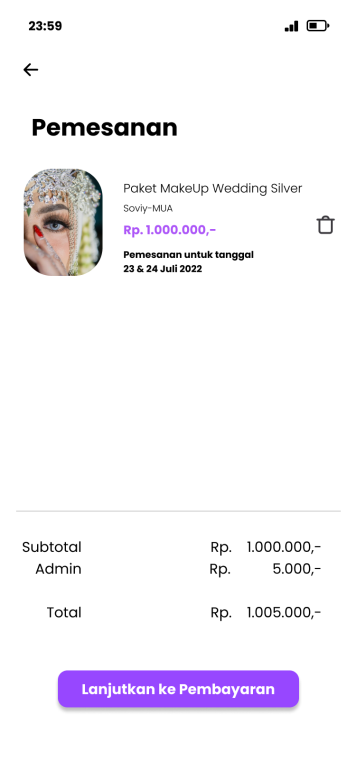 23:59
Pemesanan
Paket MakeUp Wedding Silver
Soviy-MUA
Rp. 1.000.000,-
Pemesanan untuk tanggal
23 & 24 Juli 2022
Subtotal Rp. 1.000.000,-
Admin Rp. 5.000,-
Total Rp. 1.005.000,-
Lanjutkan ke Pembayaran